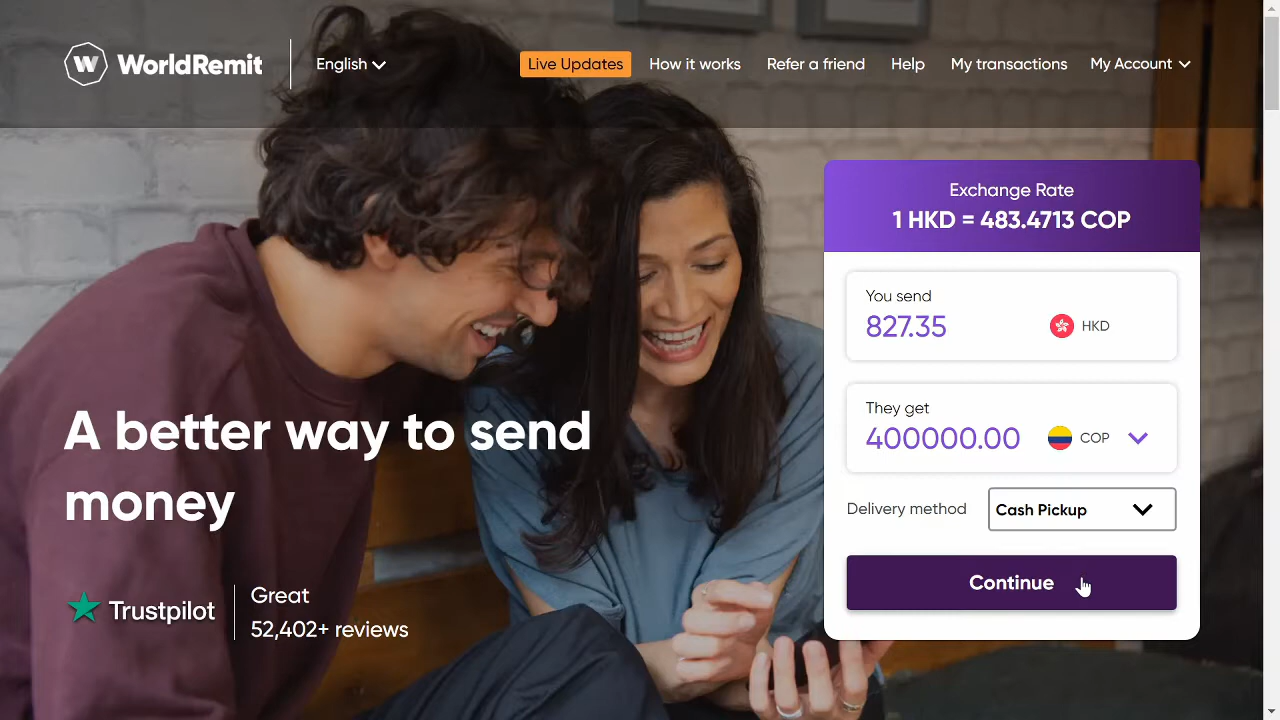 W WorldRemit
English
Live Updates
How it works
Refer a friend
Help
My transactions
My Account
Exchange Rate
1 HKD = 483.4713 COP
You send
827.35
HKD
They get
400000.00
COP
Delivery method
Cash Pickup
Continue
A better way to send
money
Trustpilot
Great
52,402+ reviews